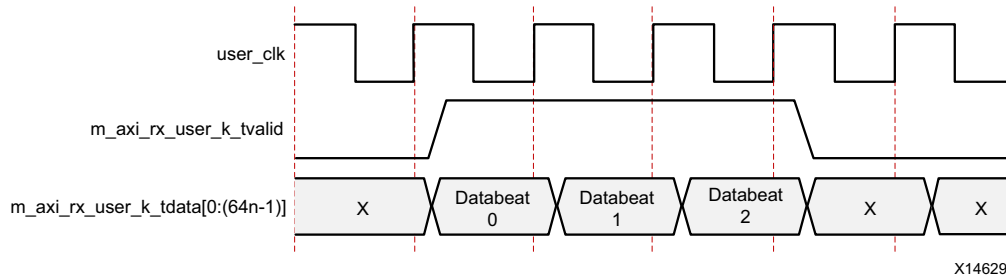 user_clk
m_axi_rx_user_k_tvalid
m_axi_rx_user_k_tdata[0:(64n-1)]
X
Databeat
0
Databeat
1
Databeat
2
X
X
X14629